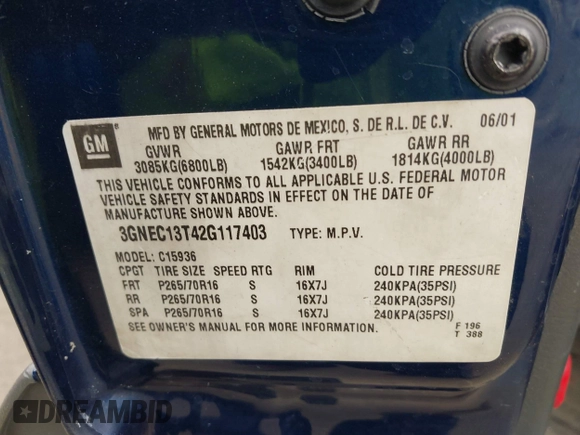 GM
MFD BY GENERAL MOTORS DE MEXICO, S. DE R.L. DE C.V. 06/01
GVWR GAWR FRT GAWR RR
3085KG(6800LB) 1542KG(3400LB) 1814KG(4000LB)
THIS VEHICLE CONFORMS TO ALL APPLICABLE U.S. FEDERAL MOTOR
VEHICLE SAFETY STANDARDS IN EFFECT ON THE DATE OF
MANUFACTURE SHOWN ABOVE.
3GNEC13T42G117403 TYPE: M.P.V.
MODEL: C15936
CPGT TIRE SIZE SPEED RTG RIM COLD TIRE PRESSURE
FRT P265/70R16 S 16X7J 240KPA(35PSI)
RR P265/70R16 S 16X7J 240KPA(35PSI)
SPA P265/70R16 S 16X7J 240KPA(35PSI)
SEE OWNER'S MANUAL FOR MORE INFORMATION.
F 196
T 388
DREAMBID